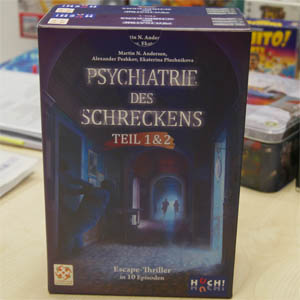 Martin N. Andersen,
Alexander Peshkov, Ekaterina Pluzhnikova
PSYCHIATRIE
DES
SCHRECKENS
TEIL 1 & 2
Escape-Thriller
in 10 Episoden
HUCH!